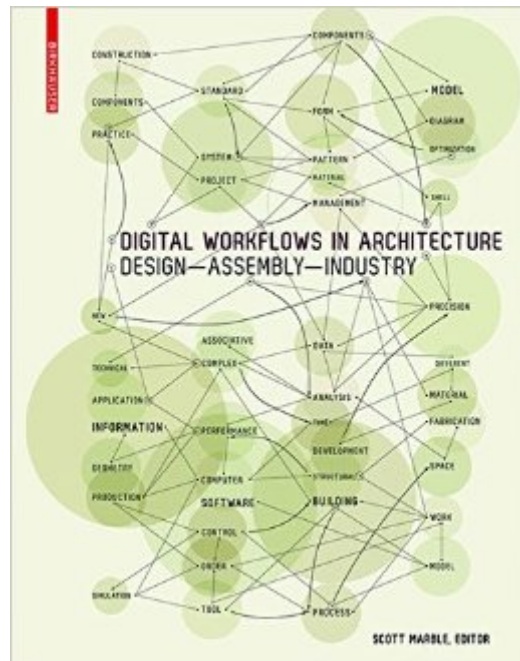 BIRKHÄUSER
COMPONENTS
CONSTRUCTION
STANDARD
MODEL
COMPONENTS
FORM
DIAGRAM
PRACTICE
OPTIMIZATION
SYSTEM
PATTERN
PROJECT
MATERIAL
SHELL
MANAGEMENT
DIGITAL WORKFLOWS IN ARCHITECTURE
DESIGN—ASSEMBLY—INDUSTRY
PRECISION
NEW
ASSOCIATIVE
DATA
TECHNICAL
COMPLEX
DIFFERENT
APPLICATION
ANALYSIS
MATERIAL
INFORMATION
PERFORMANCE
TIME
FABRICATION
DEVELOPMENT
GEOMETRY
SPACE
COMPUTER
STRUCTURAL
PRODUCTION
SOFTWARE
BUILDING
WORK
CONTROL
ORDER
MODEL
SIMULATION
TOOL
PROCESS
SCOTT MARBLE, EDITOR